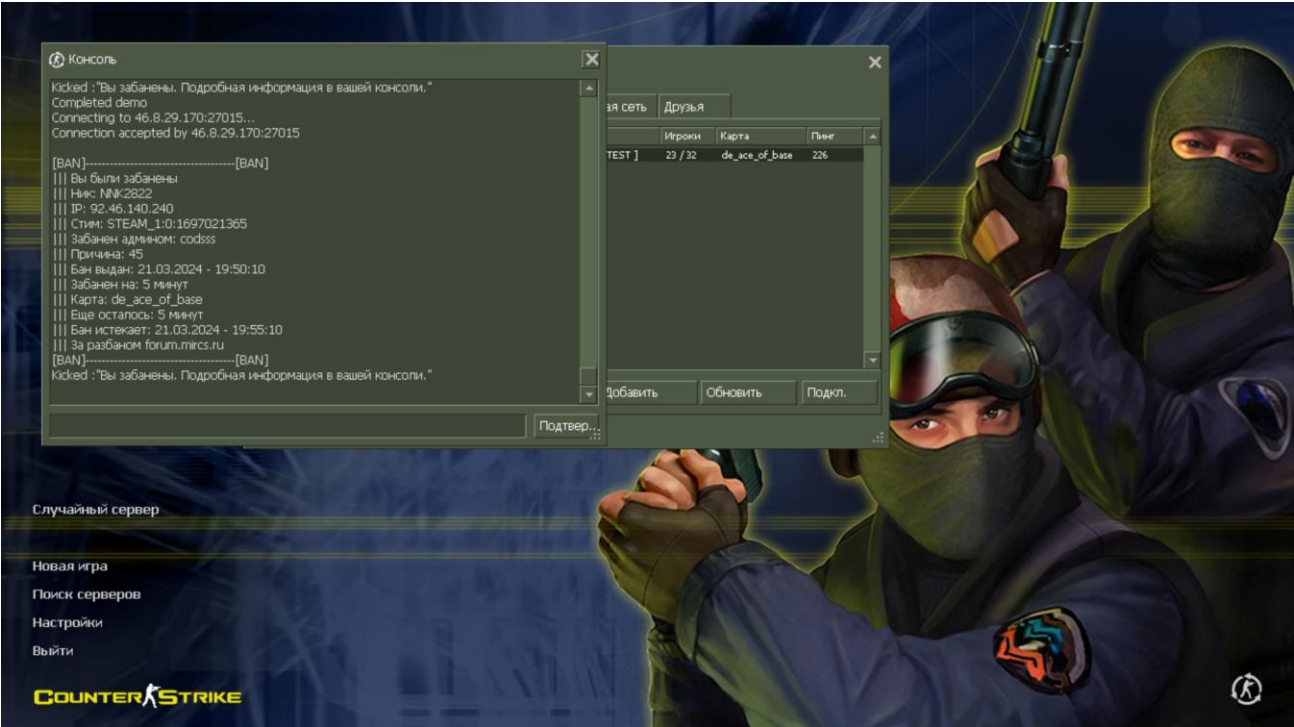 Консоль
Kicked :"Вы забанены. Подробная информация в вашей консоли."
Completed demo
Connecting to 46.8.29.170:27015...
Connection accepted by 46.8.29.170:27015
[BAN]-----------------------------------[BAN]
||| Вы были забанены
||| Ник: NNK2822
||| IP: 92.46.140.240
||| Стим: STEAM_1:0:1697021365
||| Забанен админом: codsss
||| Причина: 45
||| Бан выдан: 21.03.2024 - 19:50:10
||| Забанен на: 5 минут
||| Карта: de_ace_of_base
||| Еще осталось: 5 минут
||| Бан истекает: 21.03.2024 - 19:55:10
||| За разбаном forum.mircs.ru
[BAN]-----------------------------------[BAN]
Kicked :"Вы забанены. Подробная информация в вашей консоли."
Подтвер...
ая сеть Друзья
Игроки Карта Пинг
TEST ] 23 / 32 de_ace_of_base 226
Добавить Обновить Подкл.
Случайный сервер
Новая игра
Поиск серверов
Настройки
Выйти
COUNTER STRIKE